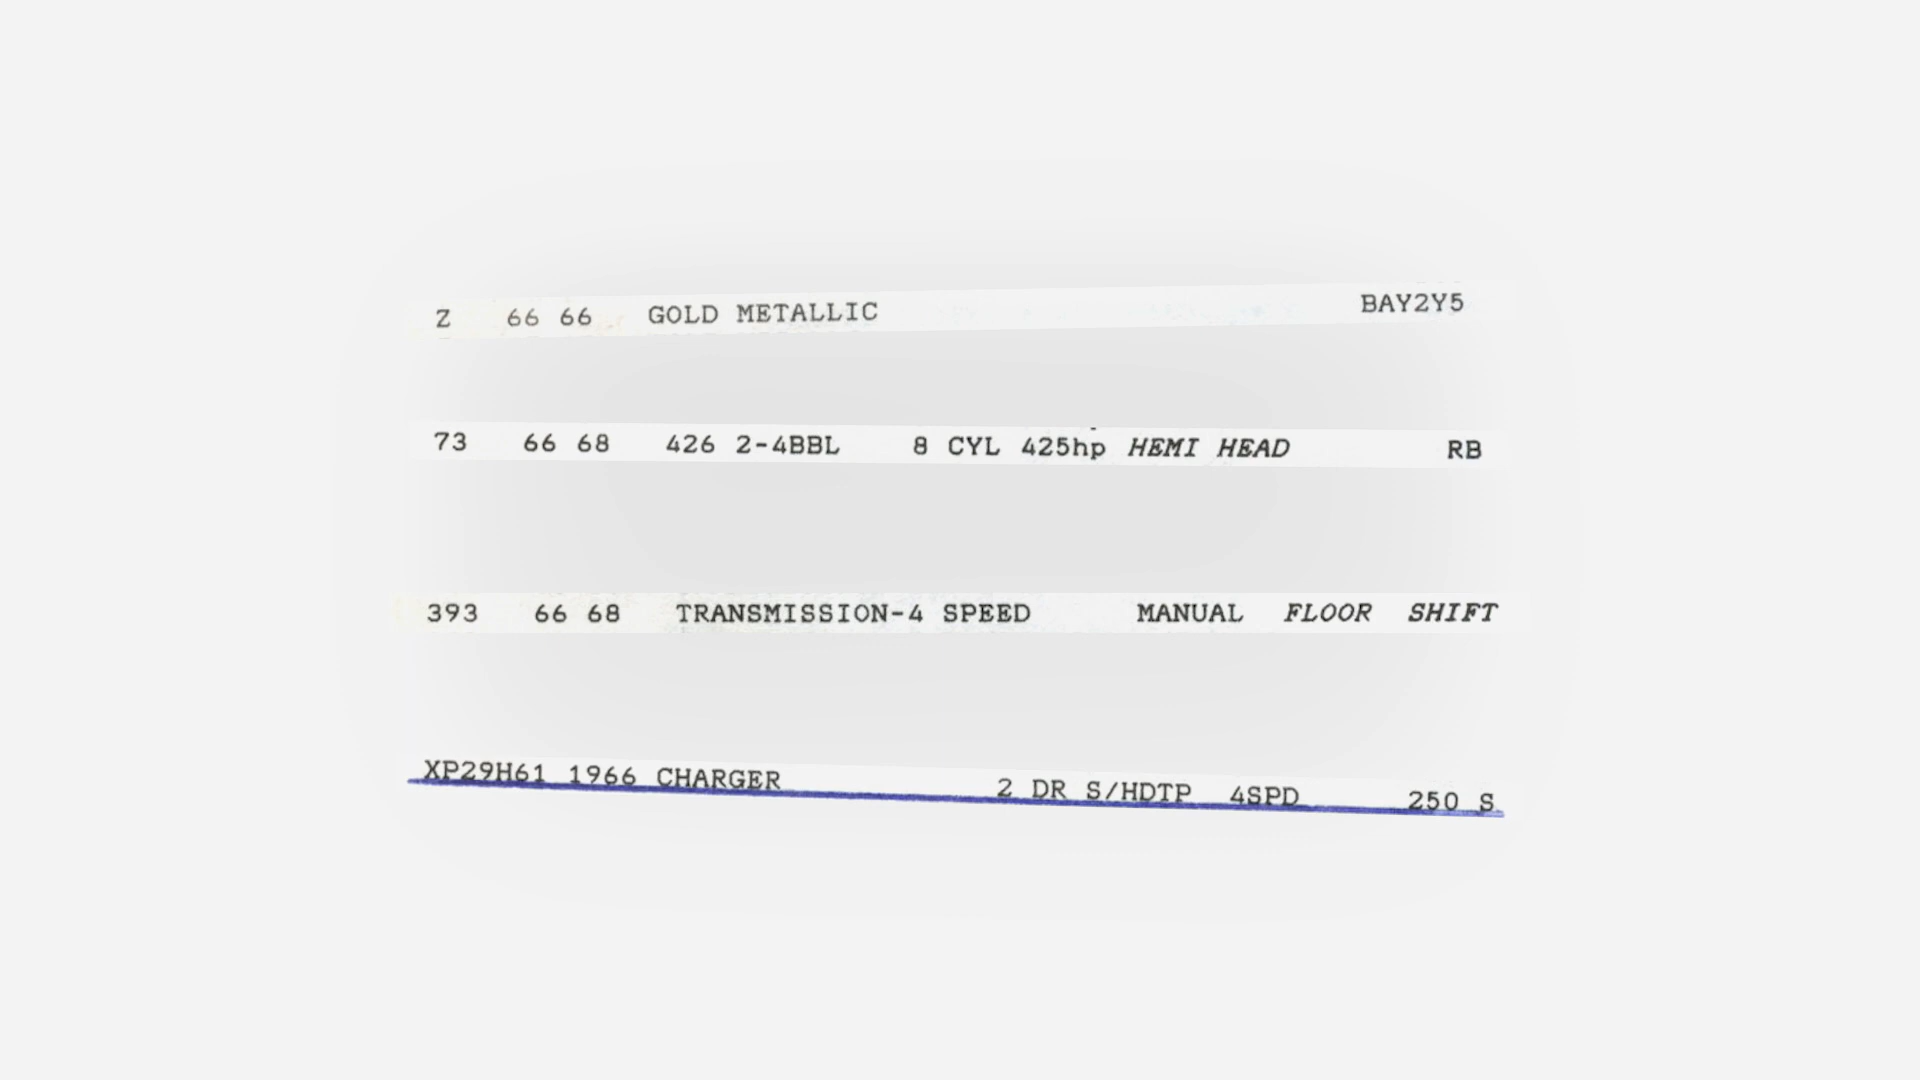 Z 66 66 GOLD METALLIC BAY2Y5
73 66 68 426 2-4BBL 8 CYL 425hp HEMI HEAD RB
393 66 68 TRANSMISSION-4 SPEED MANUAL FLOOR SHIFT
XP29H61 1966 CHARGER 2 DR S/HDTP 4SPD 250 S